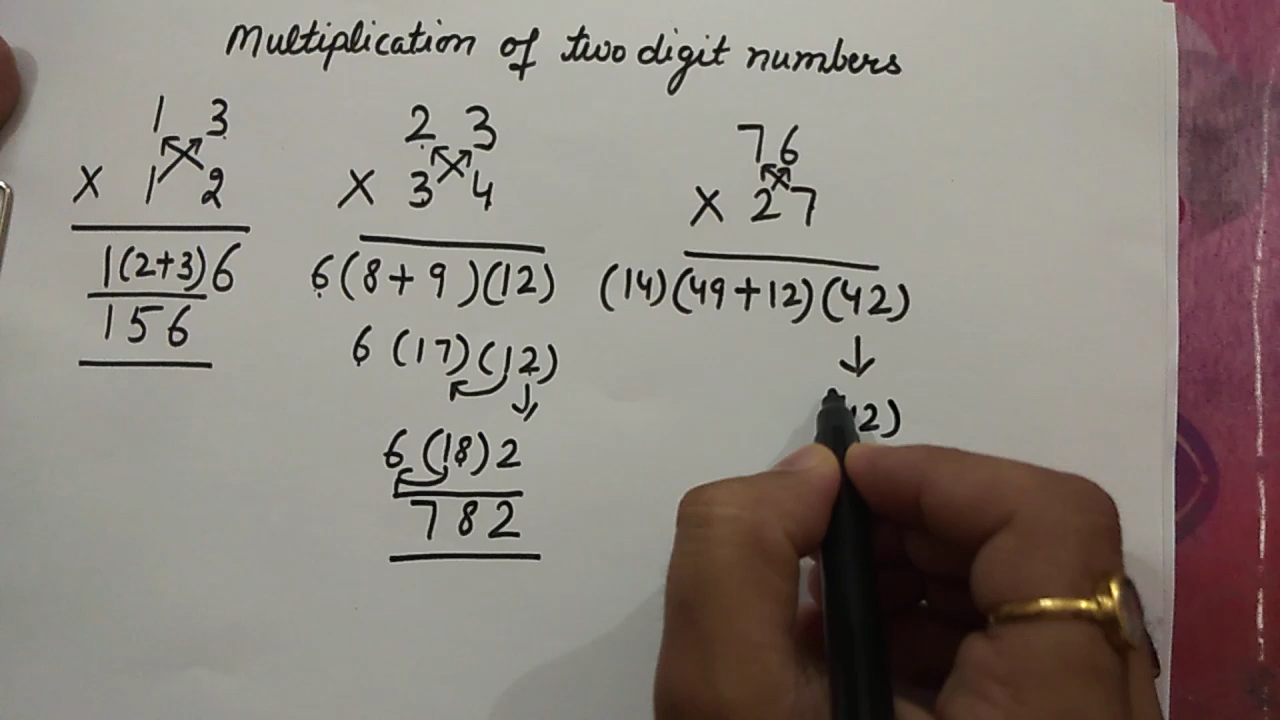 Multiplication of two digit numbers
1 3
X 1 2
1(2+3)6
156
2 3
X 3 4
6(8+9)(12)
6(17)(12)
6(18)2
782
76
X 27
(14)(49+12)(42)
2)